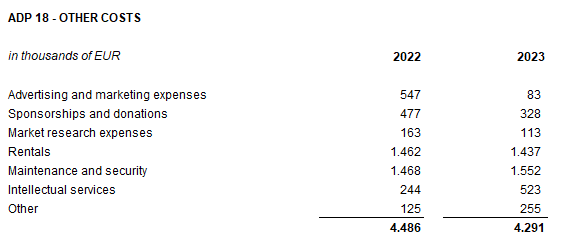 ADP 18 - OTHER COSTS
in thousands of EUR 2022 2023
Advertising and marketing expenses 547 83
Sponsorships and donations 477 328
Market research expenses 163 113
Rentals 1.462 1.437
Maintenance and security 1.468 1.552
Intellectual services 244 523
Other 125 255
4.486 4.291